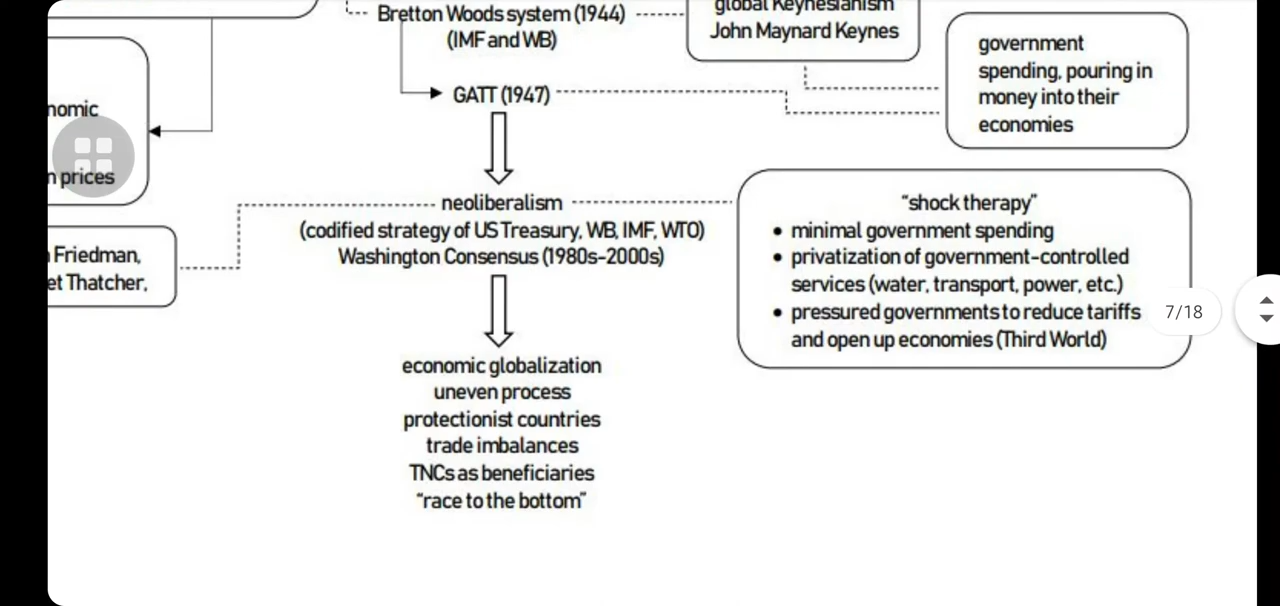 Bretton Woods system (1944)
(IMF and WB)
global Keynesianism
John Maynard Keynes
government
spending, pouring in
money into their
economies
GATT (1947)
nomic
n prices
neoliberalism
(codified strategy of US Treasury, WB, IMF, WTO)
Washington Consensus (1980s-2000s)
Friedman,
et Thatcher,
"shock therapy"
• minimal government spending
• privatization of government-controlled
services (water, transport, power, etc.)
• pressured governments to reduce tariffs
and open up economies (Third World)
7/18
economic globalization
uneven process
protectionist countries
trade imbalances
TNCs as beneficiaries
"race to the bottom"